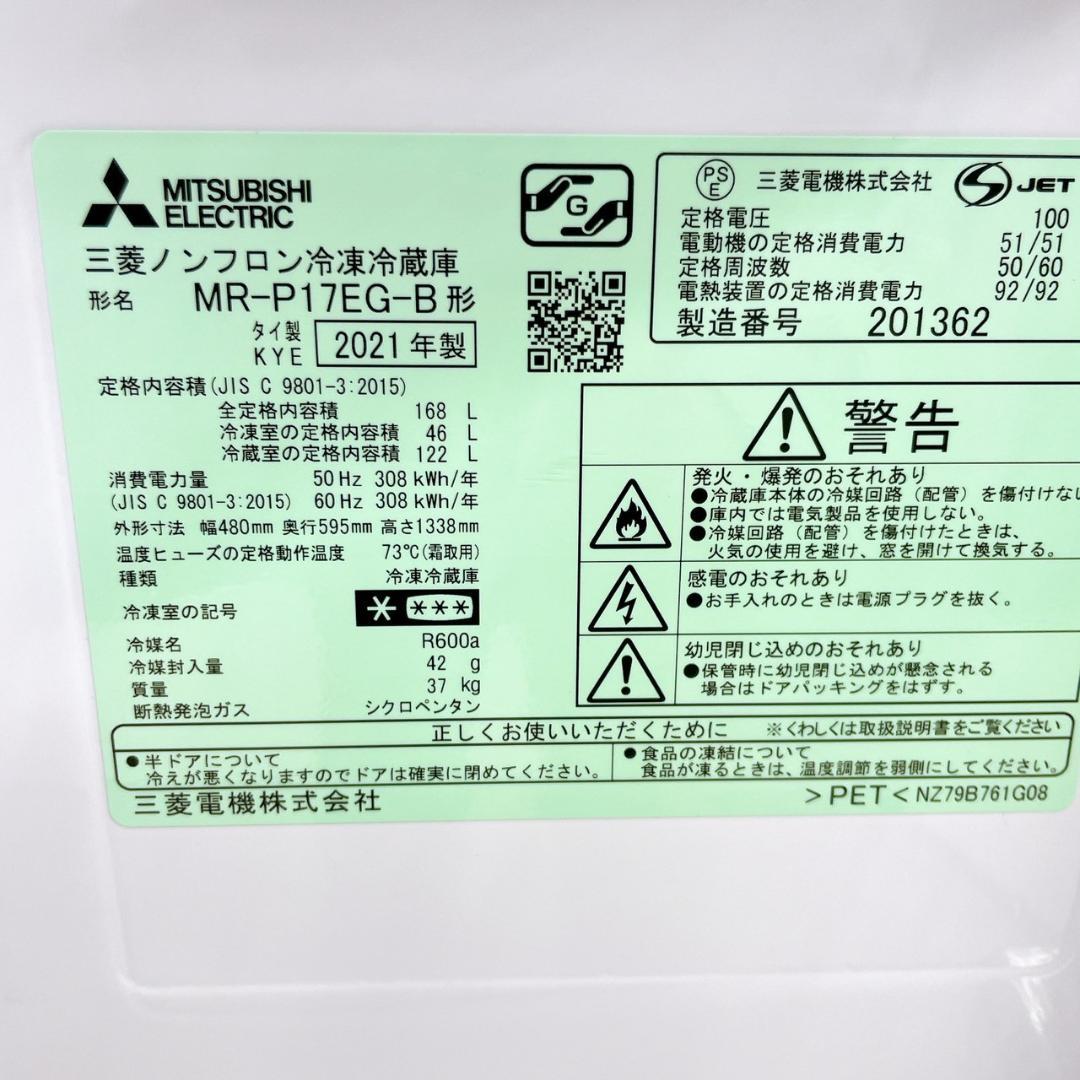 MITSUBISHI
ELECTRIC
三菱ノンフロン冷凍冷蔵庫
形名 MR-P17EG-B形
タイ製
KYE 2021年製
定格内容積(JIS C 9801-3:2015)
全定格内容積 168 L
冷凍室の定格内容積 46 L
冷蔵室の定格内容積 122 L
消費電力量 50Hz 308kWh/年
(JIS C 9801-3:2015) 60Hz 308kWh/年
外形寸法 幅480mm 奥行595mm 高さ1338mm
温度ヒューズの定格動作温度 73℃(霜取用)
種類 冷凍冷蔵庫
冷凍室の記号
冷媒名 R600a
冷媒封入量 42 g
質量 37 kg
断熱発泡ガス シクロペンタン
G
PS
E 三菱電機株式会社 JET
定格電圧 100
電動機の定格消費電力 51/51
定格周波数 50/60
電熱装置の定格消費電力 92/92
製造番号 201362
警告
発火・爆発のおそれあり
●冷蔵庫本体の冷媒回路(配管)を傷付けない
●庫内では電気製品を使用しない。
●冷媒回路(配管)を傷付けたときは、
火気の使用を避け、窓を開けて換気する。
感電のおそれあり
●お手入れのときは電源プラグを抜く。
幼児閉じ込めのおそれあり
●保管時に幼児閉じ込めが懸念される
場合はドアパッキングをはずす。
正しくお使いいただくために ※くわしくは取扱説明書をご覧ください
●半ドアについて
冷えが悪くなりますのでドアは確実に閉めてください。
●食品の凍結について
食品が凍るときは、温度調節を弱側にしてください。
三菱電機株式会社 >PET< NZ79B761G08